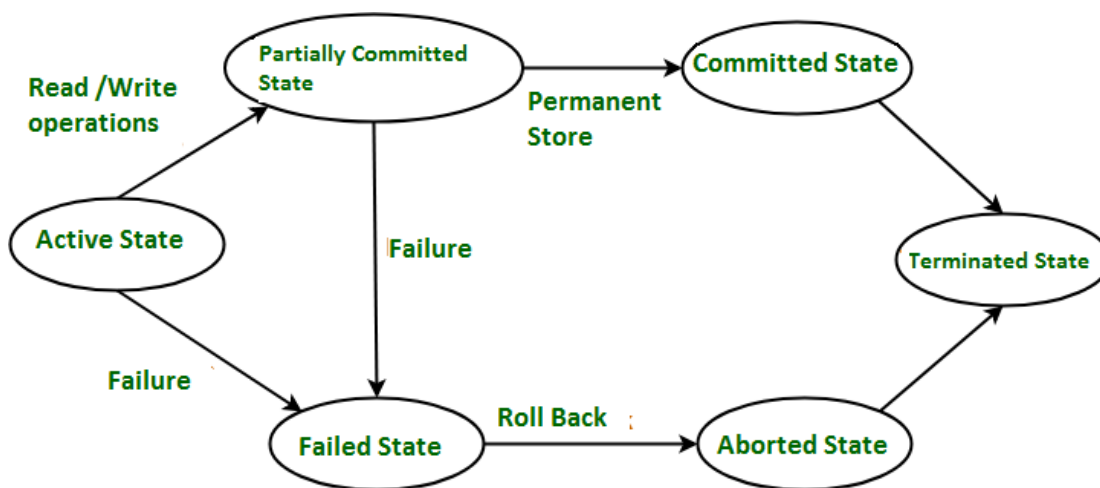 Partially Committed
State
Committed State
Read /Write
operations
Permanent
Store
Active State
Failure
Terminated State
Failure
Roll Back
Failed State
Aborted State